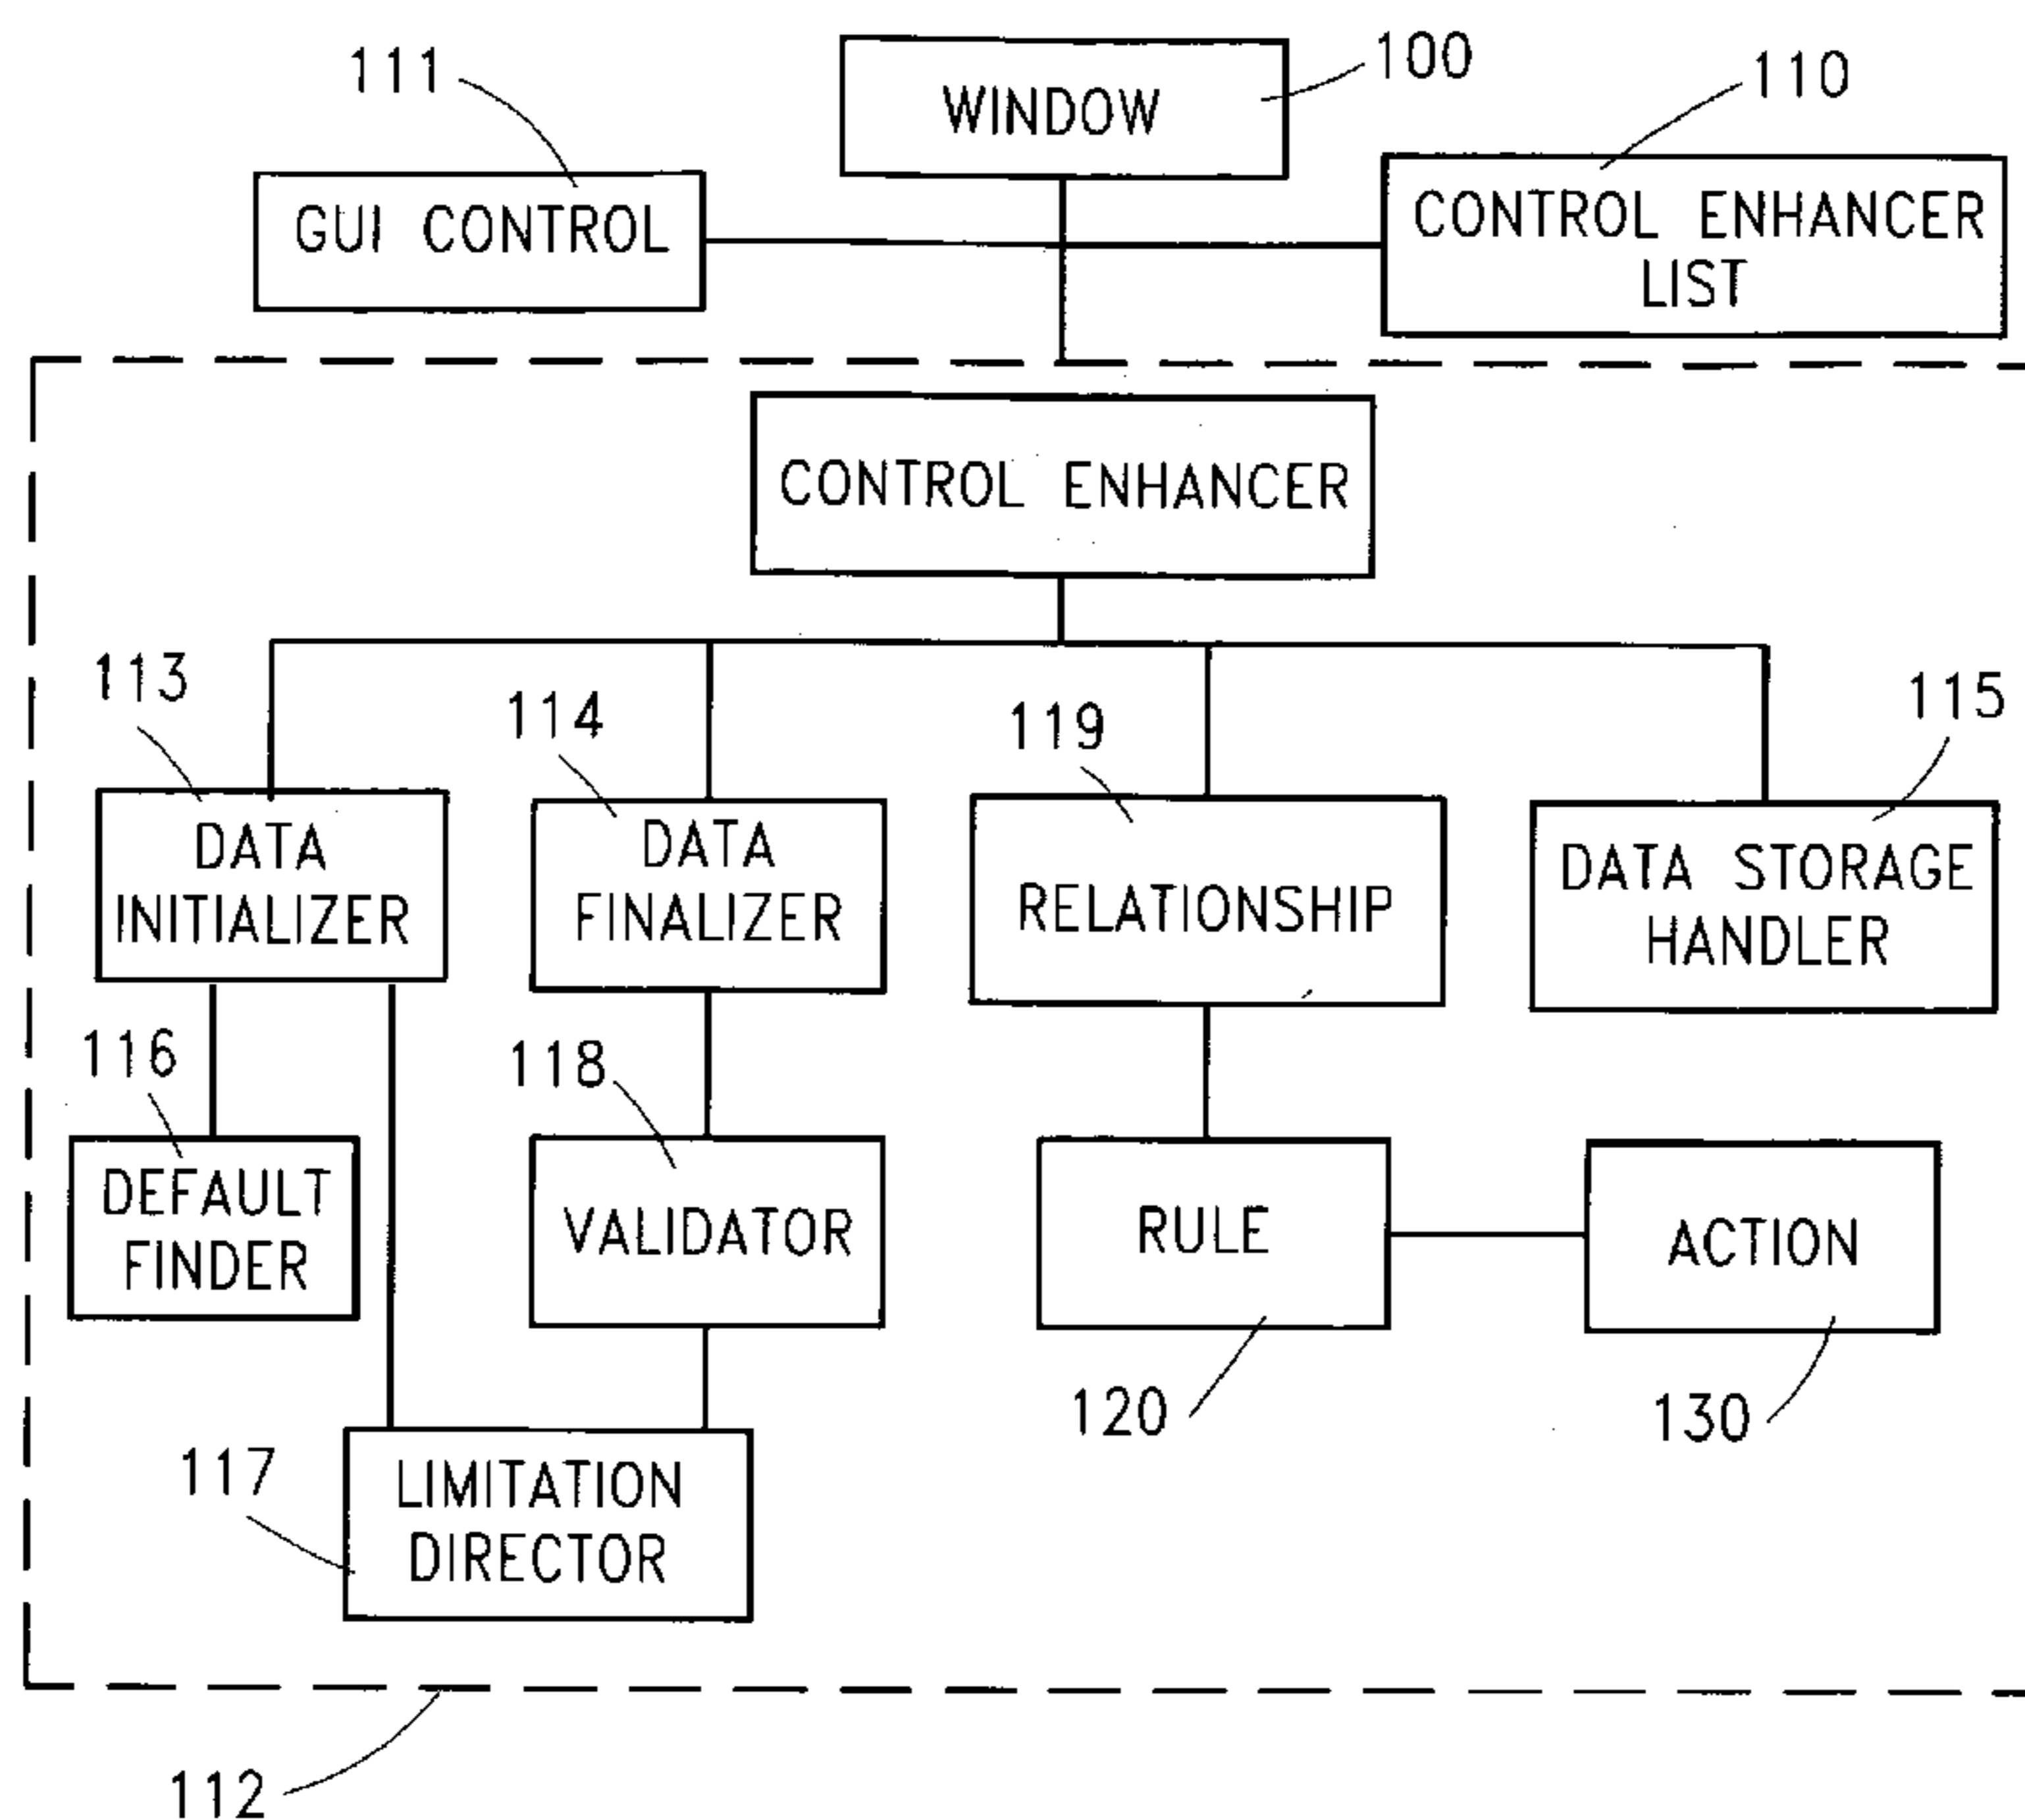 111
WINDOW
100
110
GUI CONTROL
CONTROL ENHANCER
LIST
CONTROL ENHANCER
113
114
119
115
DATA
INITIALIZER
DATA
FINALIZER
RELATIONSHIP
DATA STORAGE
HANDLER
116
118
DEFAULT
FINDER
VALIDATOR
RULE
ACTION
120
130
117
LIMITATION
DIRECTOR
112